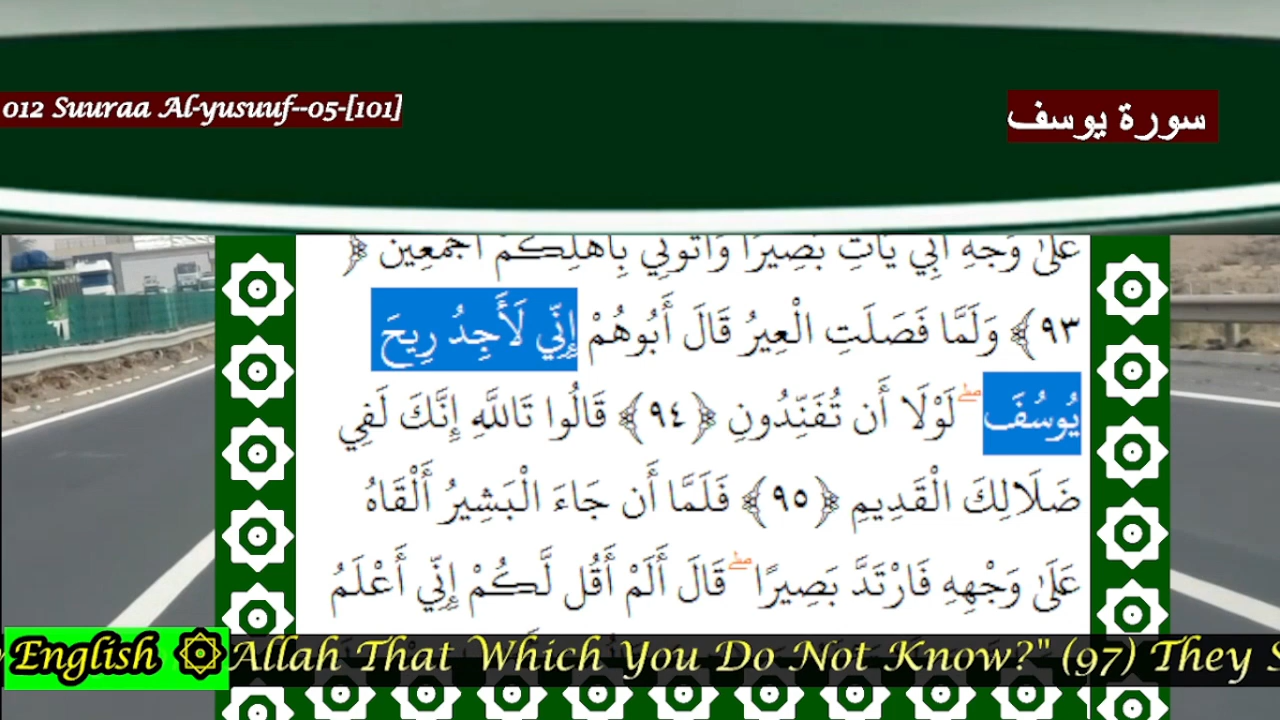 012 Suuraa Al-yusuuf--05-[101]
سورة يوسف
عَلَىٰ وَجْهِ أَبِي يَأْتِ بَصِيرًا وَأْتُونِي بِأَهْلِكُمْ أَجْمَعِينَ ﴿
٩٣﴾ وَلَمَّا فَصَلَتِ الْعِيرُ قَالَ أَبُوهُمْ إِنِّي لَأَجِدُ رِيحَ
يُوسُفَ ۖ لَوْلَا أَن تُفَنِّدُونِ ﴿٩٤﴾ قَالُوا تَاللَّهِ إِنَّكَ لَفِي
ضَلَالِكَ الْقَدِيمِ ﴿٩٥﴾ فَلَمَّا أَن جَاءَ الْبَشِيرُ أَلْقَاهُ
عَلَىٰ وَجْهِهِ فَارْتَدَّ بَصِيرًا ۖ قَالَ أَلَمْ أَقُل لَّكُمْ إِنِّي أَعْلَمُ
English Allah That Which You Do Not Know?" (97) They S